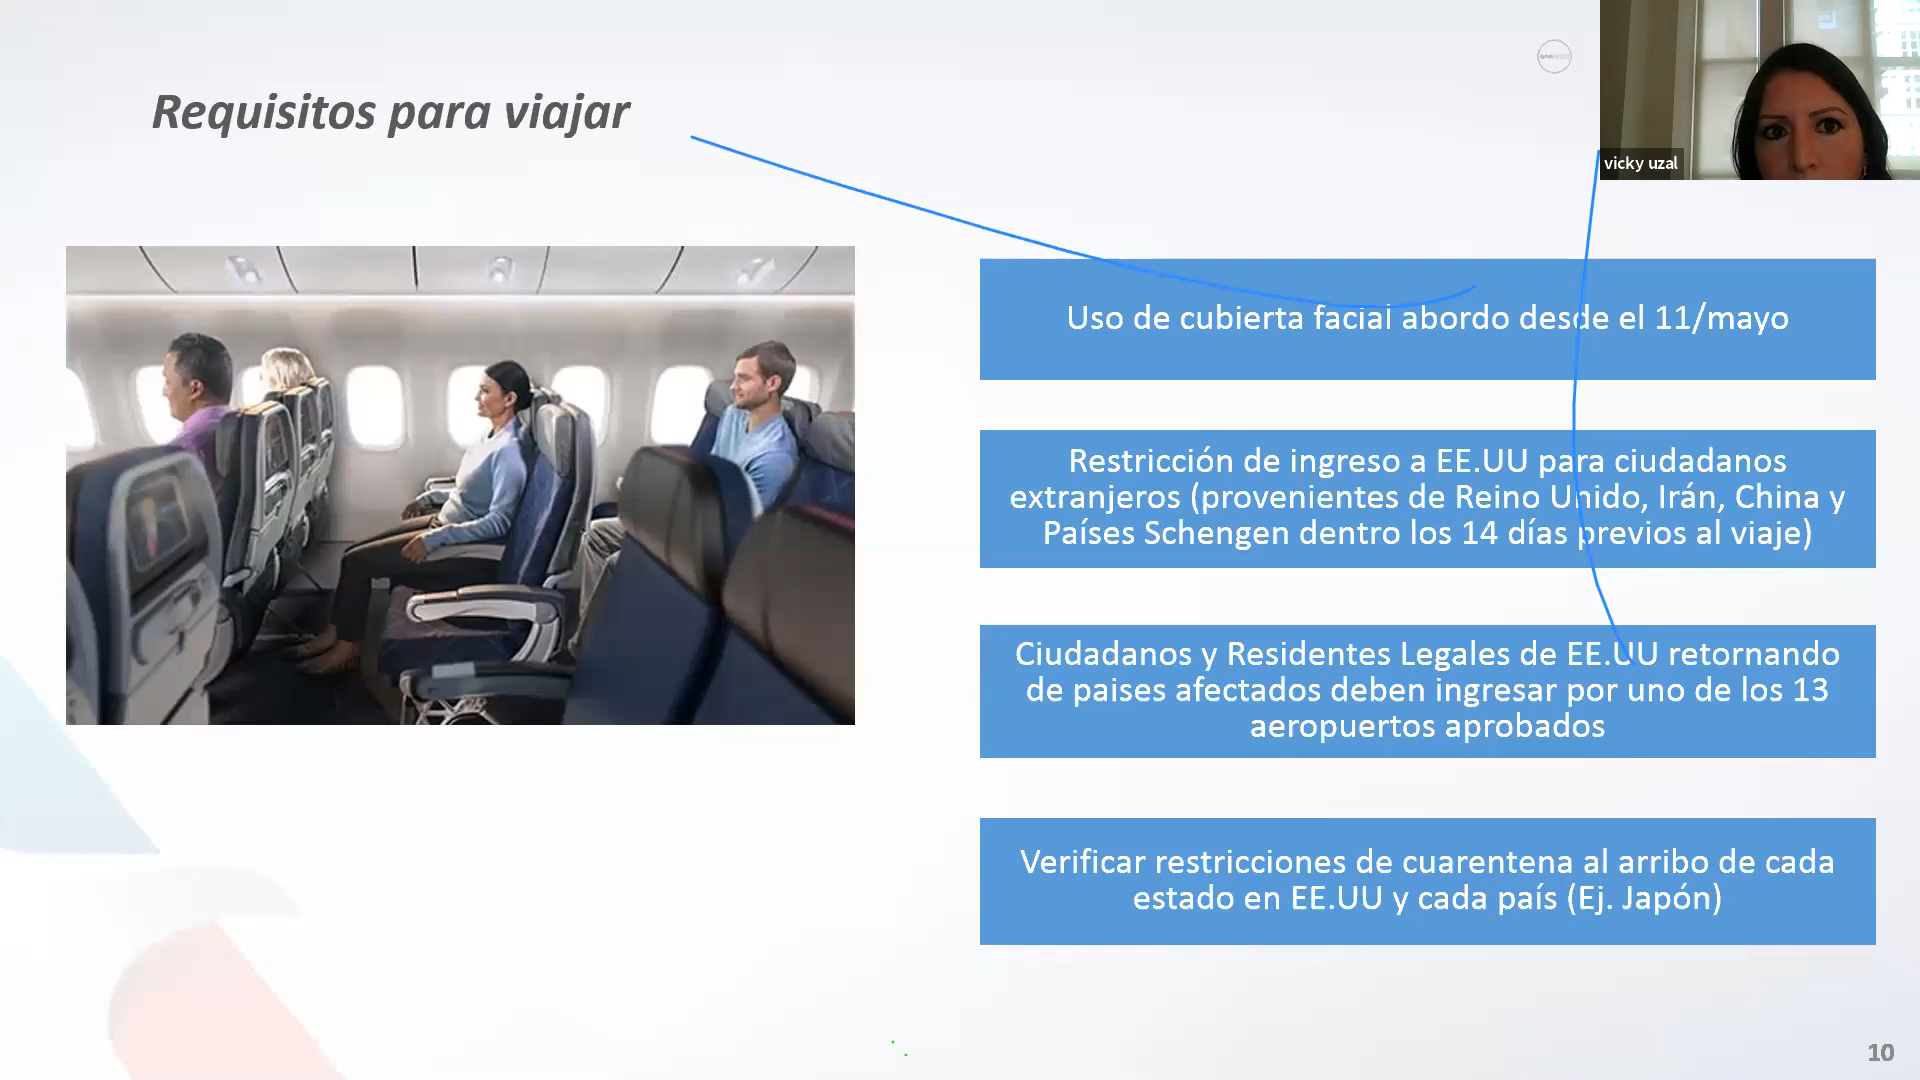 Requisitos para viajar
vicky uzal
Uso de cubierta facial abordo desde el 11/mayo
Restricción de ingreso a EE.UU para ciudadanos
extranjeros (provenientes de Reino Unido, Irán, China y
Países Schengen dentro los 14 días previos al viaje)
Ciudadanos y Residentes Legales de EE.UU retornando
de paises afectados deben ingresar por uno de los 13
aeropuertos aprobados
Verificar restricciones de cuarentena al arribo de cada
estado en EE.UU y cada país (Ej. Japón)
10